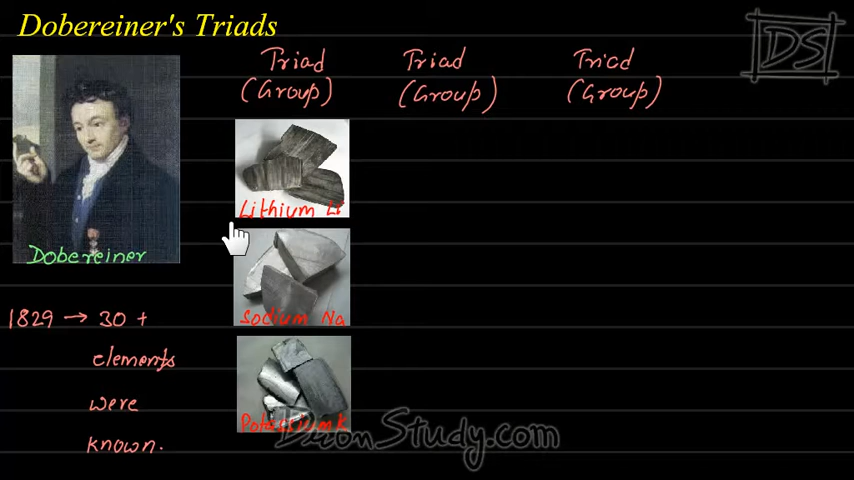 Dobereiner's Triads
DS
Triad Triad Triad
(Group) (Group) (Group)
Lithium Li
Dobereiner
Sodium Na
1829 → 30 +
elements
were
known.
Potassium K
DronStudy.com